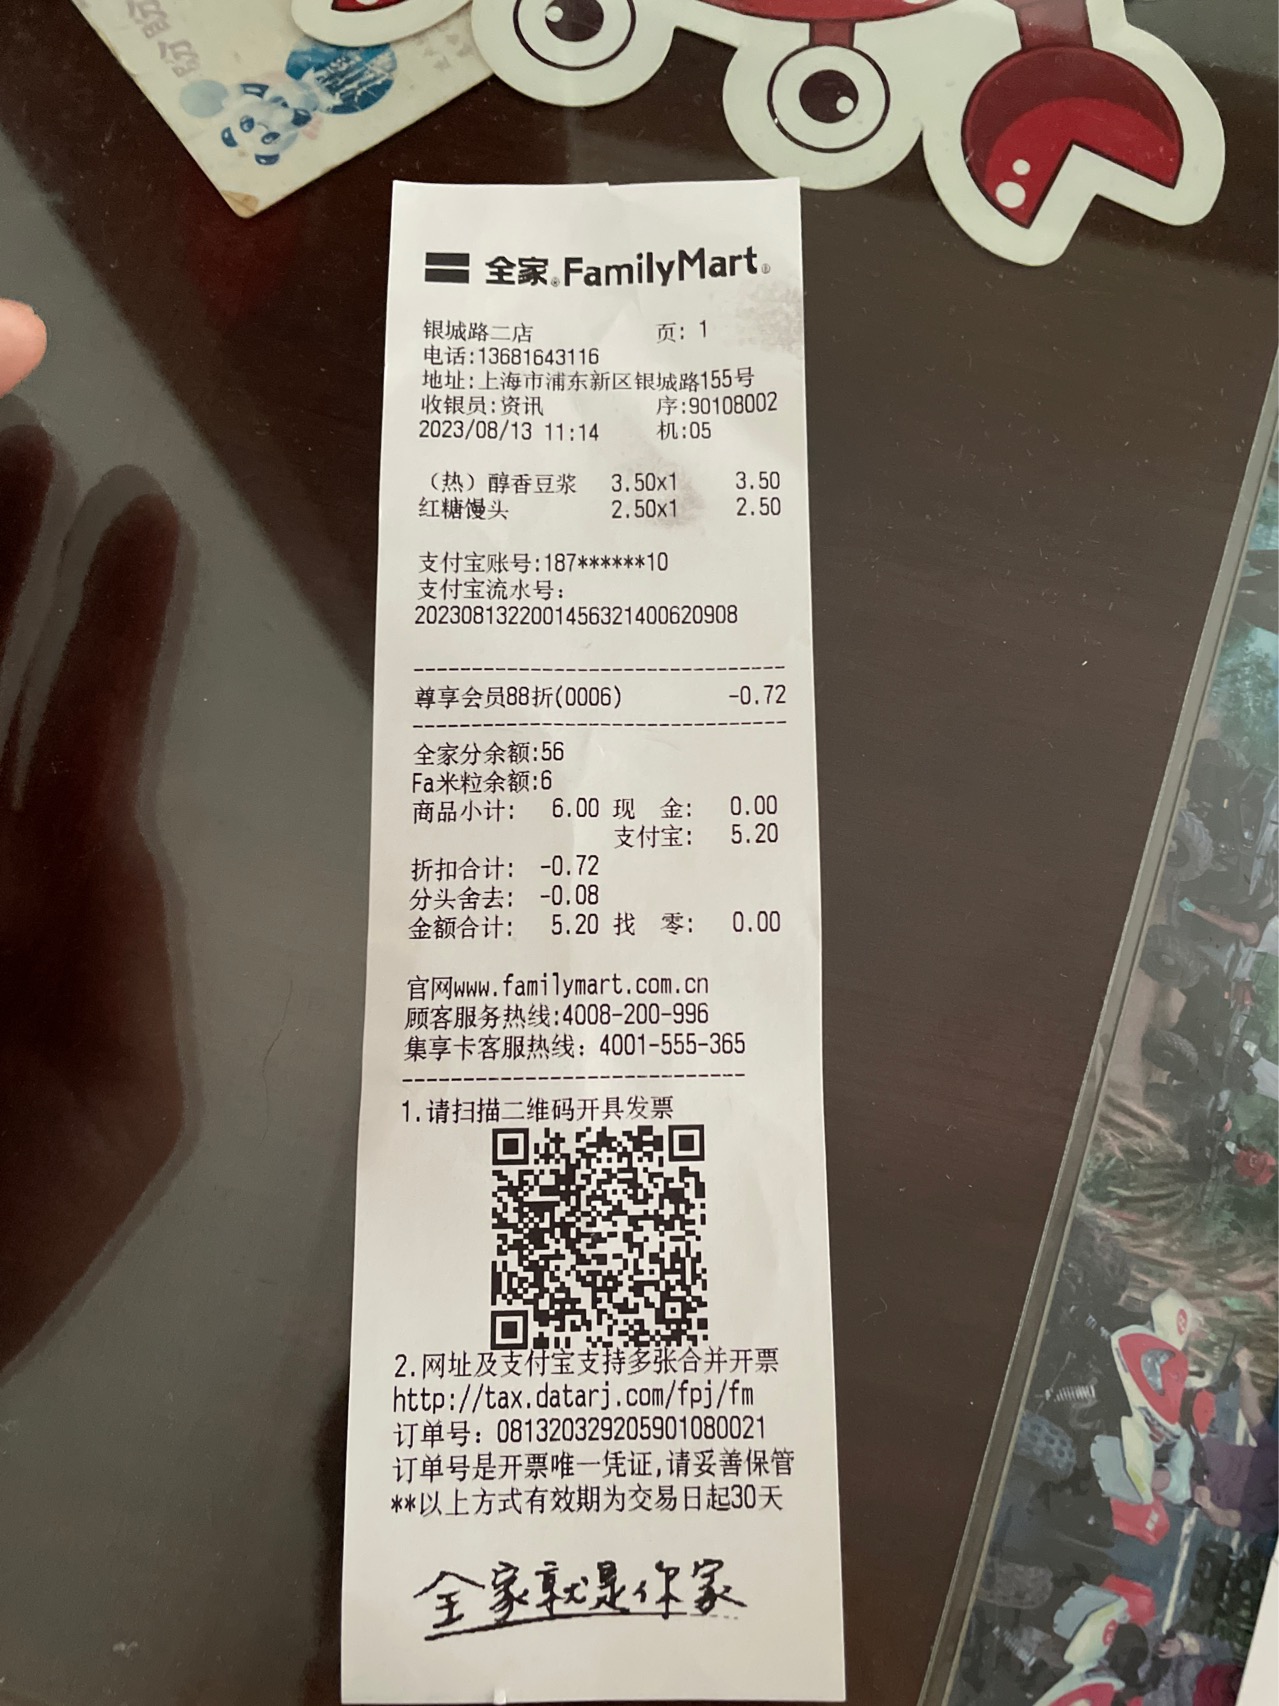 全家®FamilyMart®
银城路二店 页: 1
电话:13681643116
地址:上海市浦东新区银城路155号
收银员:资讯 序:90108002
2023/08/13 11:14 机:05
（热）醇香豆浆 3.50x1 3.50
红糖馒头 2.50x1 2.50
支付宝账号:187******10
支付宝流水号:
2023081322001456321400620908
--------------------------------
尊享会员88折(0006) -0.72
--------------------------------
全家分余额:56
Fa米粒余额:6
商品小计: 6.00 现 金: 0.00
支付宝: 5.20
折扣合计: -0.72
分头舍去: -0.08
金额合计: 5.20 找 零: 0.00
官网www.familymart.com.cn
顾客服务热线:4008-200-996
集享卡客服热线: 4001-555-365
----------------------------
1.请扫描二维码开具发票
2.网址及支付宝支持多张合并开票
http://tax.datarj.com/fpj/fm
订单号: 081320329205901080021
订单号是开票唯一凭证,请妥善保管
**以上方式有效期为交易日起30天
全家就是你家